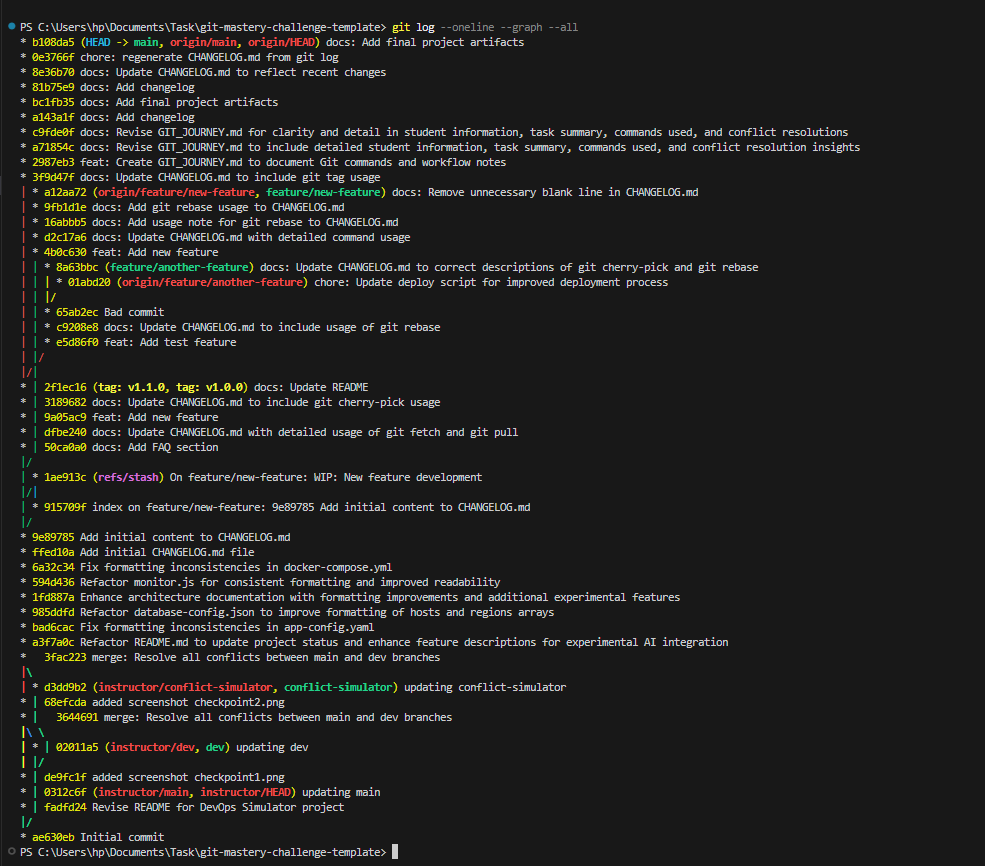 PS C:\Users\hp\Documents\Task\git-mastery-challenge-template> git log --oneline --graph --all
* b108da5 (HEAD -> main, origin/main, origin/HEAD) docs: Add final project artifacts
* 0e3766f chore: regenerate CHANGELOG.md from git log
* 8e36b70 docs: Update CHANGELOG.md to reflect recent changes
* 81b75e9 docs: Add changelog
* bc1fb35 docs: Add final project artifacts
* a143a1f docs: Add changelog
* c9fde0f docs: Revise GIT_JOURNEY.md for clarity and detail in student information, task summary, commands used, and conflict resolutions
* a71854c docs: Revise GIT_JOURNEY.md to include detailed student information, task summary, commands used, and conflict resolution insights
* 2987eb3 feat: Create GIT_JOURNEY.md to document Git commands and workflow notes
* 3f9d47f docs: Update CHANGELOG.md to include git tag usage
| * a12aa72 (origin/feature/new-feature, feature/new-feature) docs: Remove unnecessary blank line in CHANGELOG.md
| * 9fb1d1e docs: Add git rebase usage to CHANGELOG.md
| * 16abbb5 docs: Add usage note for git rebase to CHANGELOG.md
| * d2c17a6 docs: Update CHANGELOG.md with detailed command usage
| * 4b0c630 feat: Add new feature
| | * 8a63bbc (feature/another-feature) docs: Update CHANGELOG.md to correct descriptions of git cherry-pick and git rebase
| | | * 01abd20 (origin/feature/another-feature) chore: Update deploy script for improved deployment process
| | |/
| | * 65ab2ec Bad commit
| | * c9208e8 docs: Update CHANGELOG.md to include usage of git rebase
| | * e5d86f0 feat: Add test feature
| |/
|/|
* | 2f1ec16 (tag: v1.1.0, tag: v1.0.0) docs: Update README
* | 3189682 docs: Update CHANGELOG.md to include git cherry-pick usage
* | 9a05ac9 feat: Add new feature
* | dfbe240 docs: Update CHANGELOG.md with detailed usage of git fetch and git pull
* | 50ca0a0 docs: Add FAQ section
|/
| * 1ae913c (refs/stash) On feature/new-feature: WIP: New feature development
|/|
| * 915709f index on feature/new-feature: 9e89785 Add initial content to CHANGELOG.md
|/
* 9e89785 Add initial content to CHANGELOG.md
* ffed10a Add initial CHANGELOG.md file
* 6a32c34 Fix formatting inconsistencies in docker-compose.yml
* 594d436 Refactor monitor.js for consistent formatting and improved readability
* 1fd887a Enhance architecture documentation with formatting improvements and additional experimental features
* 985ddfd Refactor database-config.json to improve formatting of hosts and regions arrays
* bad6cac Fix formatting inconsistencies in app-config.yaml
* a3f7a0c Refactor README.md to update project status and enhance feature descriptions for experimental AI integration
*   3fac223 merge: Resolve all conflicts between main and dev branches
|\
| * d3dd9b2 (instructor/conflict-simulator, conflict-simulator) updating conflict-simulator
* | 68efcda added screenshot checkpoint2.png
* |   3644691 merge: Resolve all conflicts between main and dev branches
|\ \
| * | 02011a5 (instructor/dev, dev) updating dev
| |/
* | de9fc1f added screenshot checkpoint1.png
* | 0312c6f (instructor/main, instructor/HEAD) updating main
* | fadfd24 Revise README for DevOps Simulator project
|/
* ae630eb Initial commit
PS C:\Users\hp\Documents\Task\git-mastery-challenge-template>